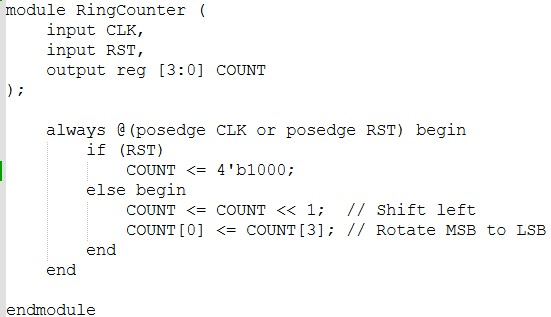 module RingCounter (
    input CLK,
    input RST,
    output reg [3:0] COUNT
);

    always @(posedge CLK or posedge RST) begin
        if (RST)
            COUNT <= 4'b1000;
        else begin
            COUNT <= COUNT << 1;  // Shift left
            COUNT[0] <= COUNT[3]; // Rotate MSB to LSB
        end
    end

endmodule